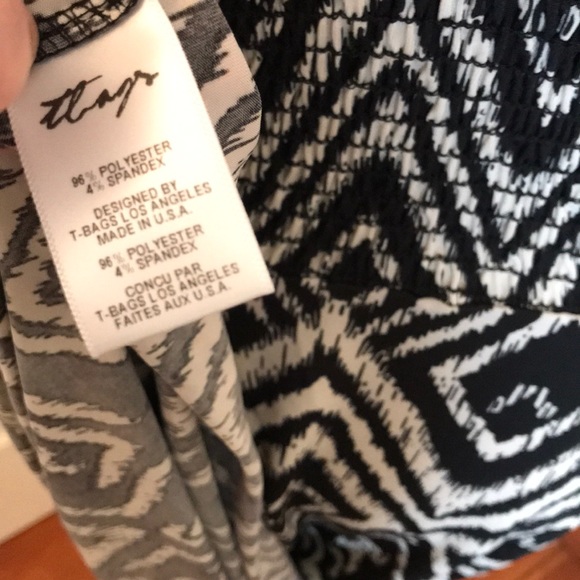 tbags
96% POLYESTER
4% SPANDEX
DESIGNED BY
T-BAGS LOS ANGELES
MADE IN U.S.A.
96% POLYESTER
4% SPANDEX
CONCU PAR
T-BAGS LOS ANGELES
FAITES AUX U.S.A.